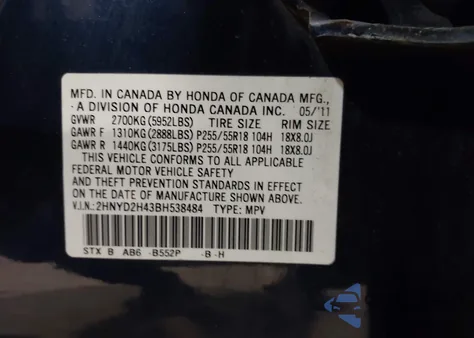 MFD. IN CANADA BY HONDA OF CANADA MFG.,
- A DIVISION OF HONDA CANADA INC. 05/'11
GVWR 2700KG(5952LBS) TIRE SIZE RIM SIZE
GAWR F 1310KG(2888LBS) P255/55R18 104H 18X8.0J
GAWR R 1440KG(3175LBS) P255/55R18 104H 18X8.0J
THIS VEHICLE CONFORMS TO ALL APPLICABLE
FEDERAL MOTOR VEHICLE SAFETY
AND THEFT PREVENTION STANDARDS IN EFFECT
ON THE DATE OF MANUFACTURE SHOWN ABOVE.
V.I.N.:2HNYD2H43BH538484 TYPE: MPV
STX B AB6 -B552P -B -H